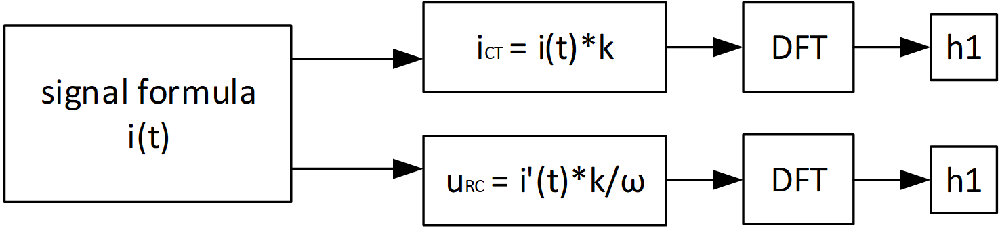 signal formula
i(t)
iCT = i(t)*k
DFT
h1
uRC = i'(t)*k/ω
DFT
h1